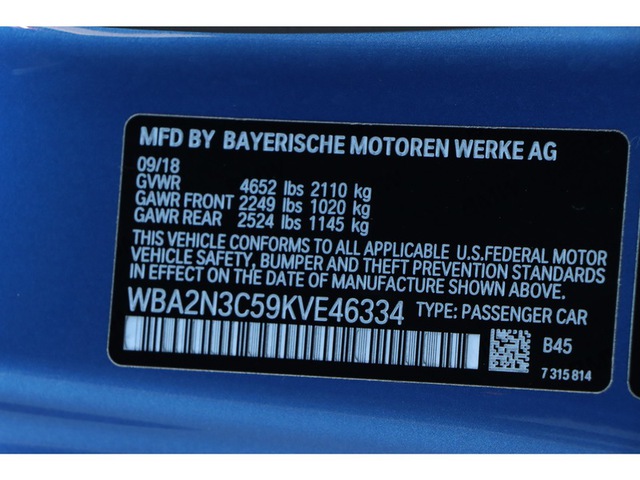 MFD BY BAYERISCHE MOTOREN WERKE AG
09/18
GVWR 4652 lbs 2110 kg
GAWR FRONT 2249 lbs 1020 kg
GAWR REAR 2524 lbs 1145 kg
THIS VEHICLE CONFORMS TO ALL APPLICABLE U.S.FEDERAL MOTOR
VEHICLE SAFETY, BUMPER AND THEFT PREVENTION STANDARDS
IN EFFECT ON THE DATE OF MANUFACTURE SHOWN ABOVE.
WBA2N3C59KVE46334 TYPE: PASSENGER CAR
B45
7 315 814